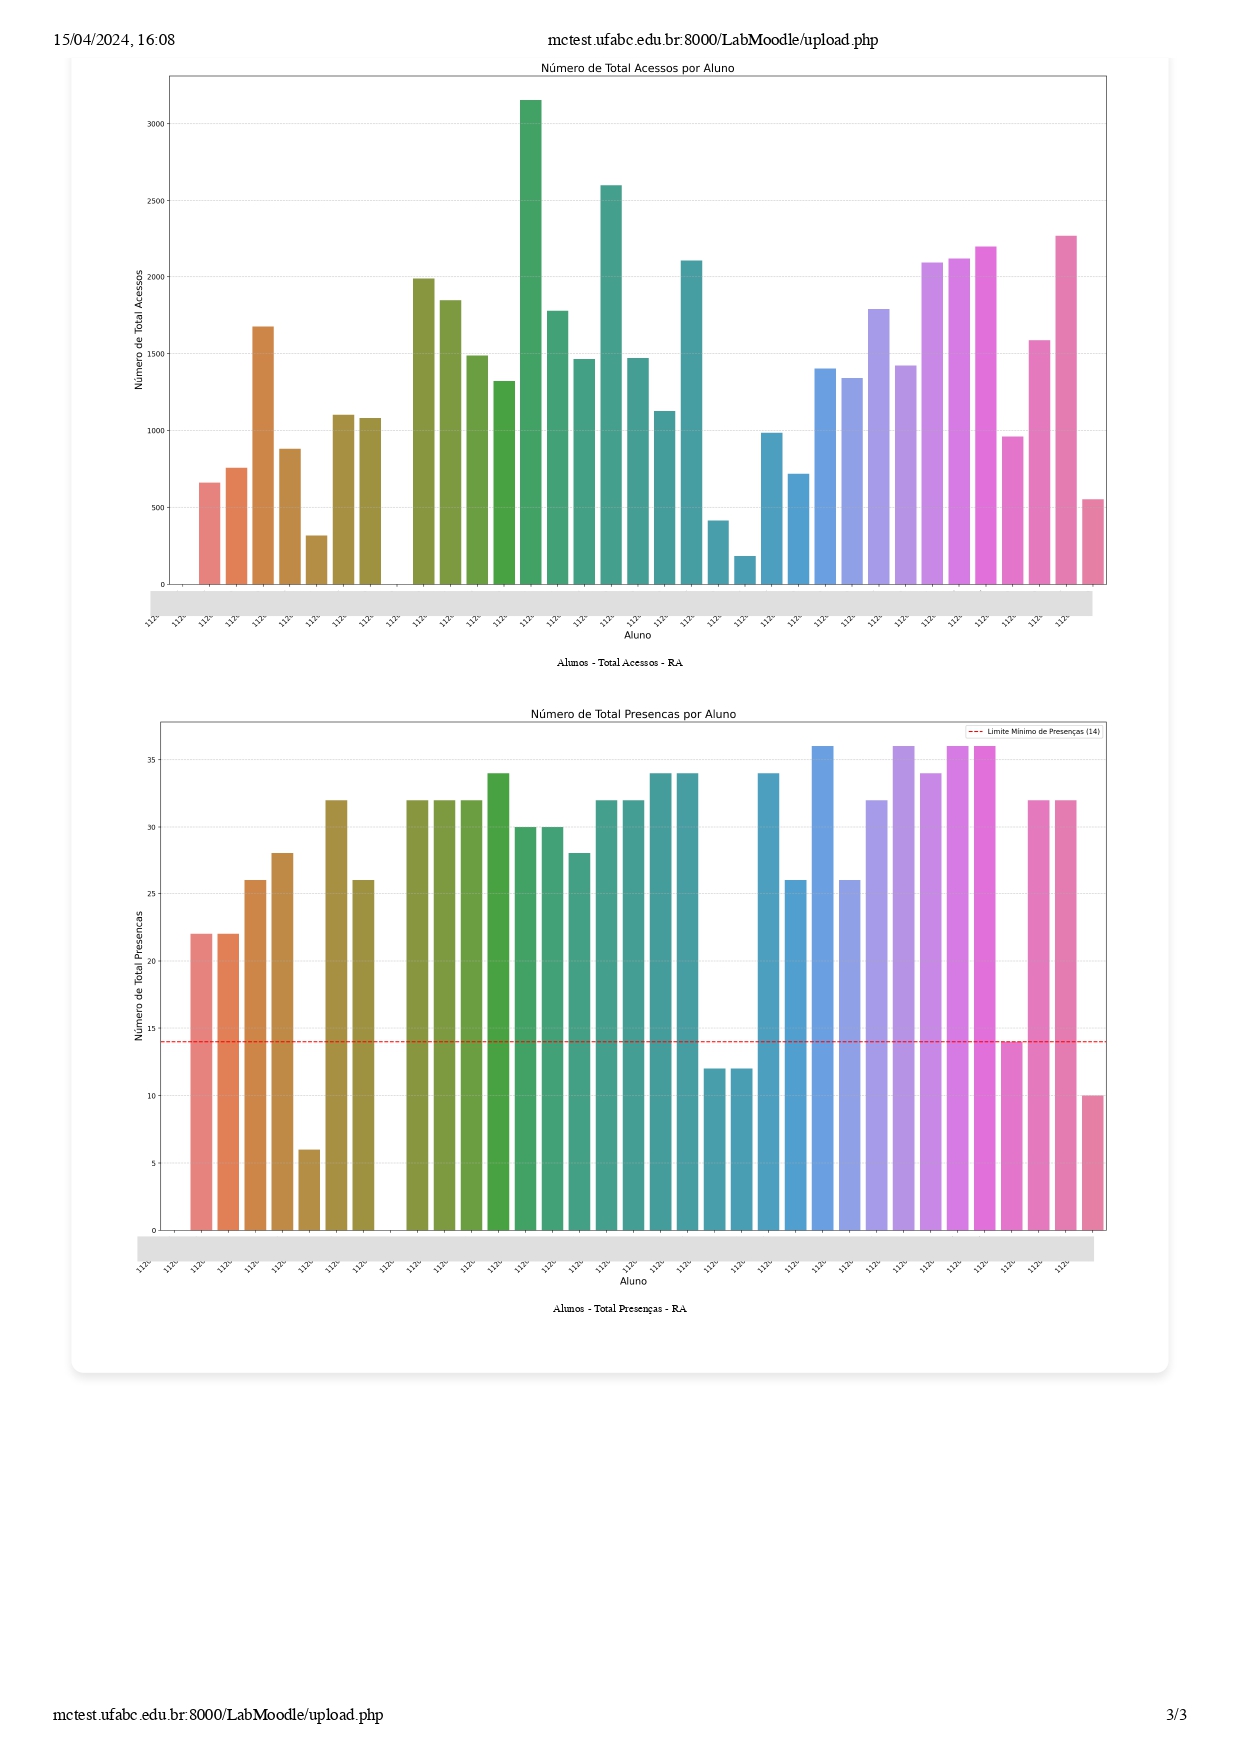 15/04/2024, 16:08
mctest.ufabc.edu.br:8000/LabMoodle/upload.php
Número de Total Acessos por Aluno
3000
2500
2000
1500
1000
500
0
Número de Total Acessos
Aluno
Alunos - Total Acessos - RA
Número de Total Presencas por Aluno
Limite Mínimo de Presenças (14)
35
30
25
20
15
10
5
0
Número de Total Presencas
Aluno
Alunos - Total Presenças - RA
mctest.ufabc.edu.br:8000/LabMoodle/upload.php
3/3